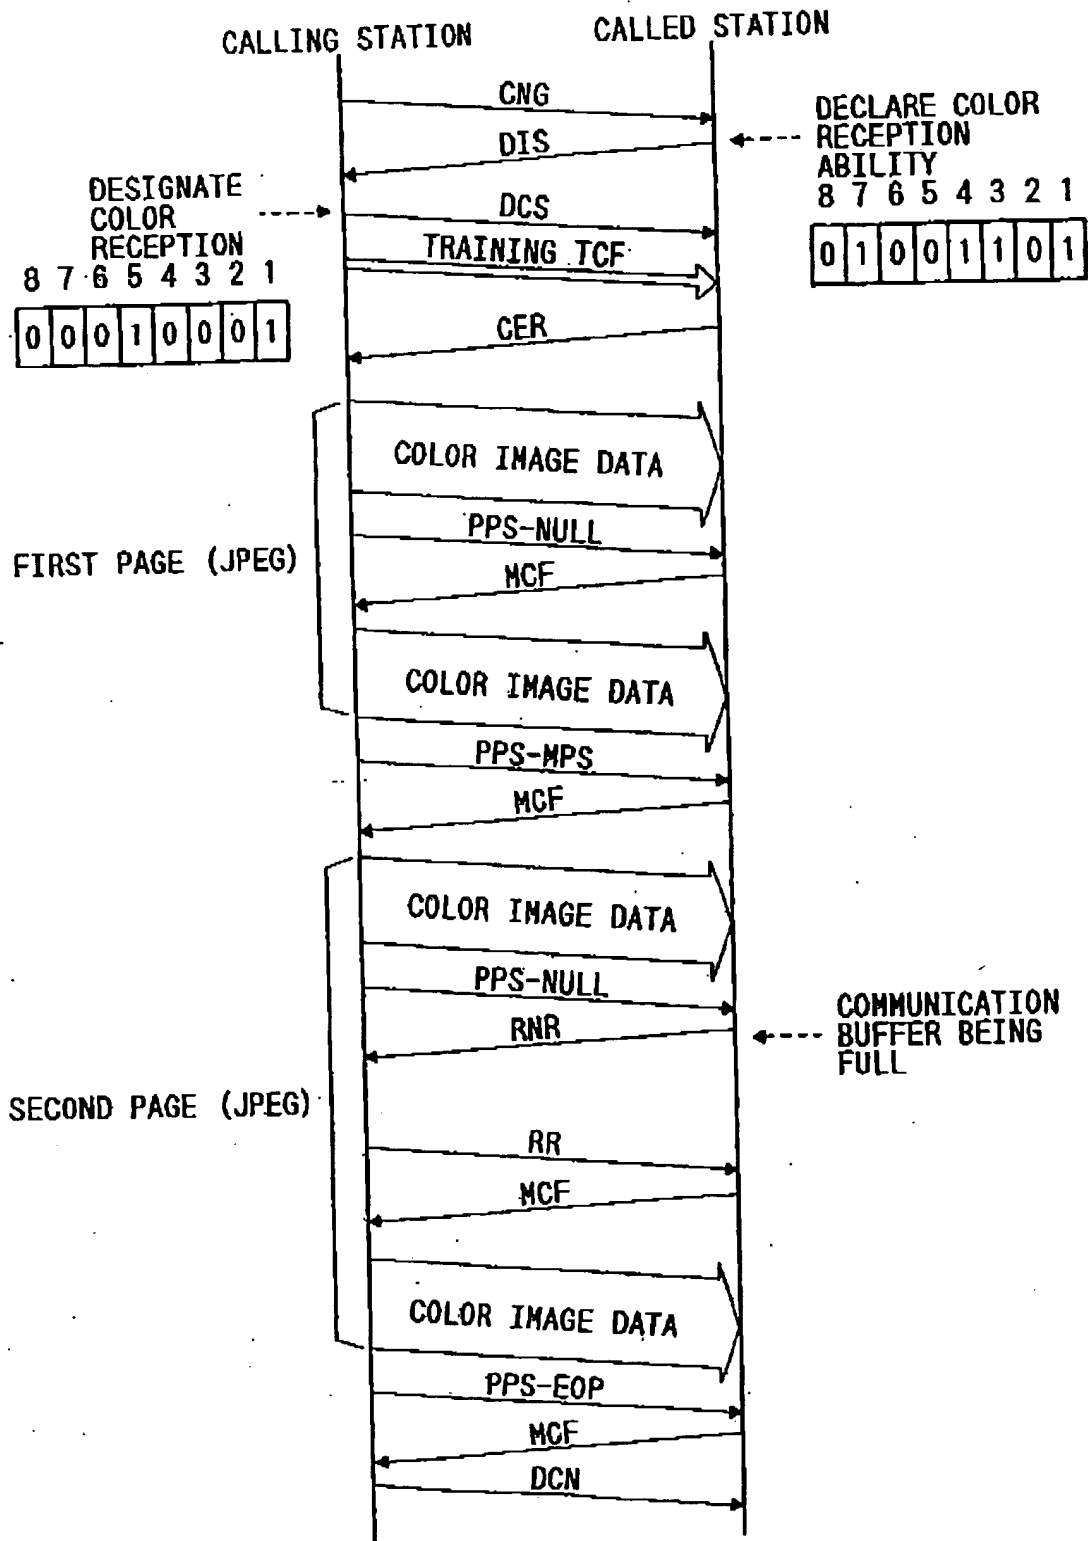 CALLING STATION
CALLED STATION
CNG
DECLARE COLOR
RECEPTION
ABILITY
8 7 6 5 4 3 2 1
0 1 0 0 1 1 0 1
DIS
DESIGNATE
COLOR
RECEPTION
8 7 6 5 4 3 2 1
0 0 0 1 0 0 0 1
DCS
TRAINING TCF
CER
COLOR IMAGE DATA
PPS-NULL
FIRST PAGE (JPEG)
MCF
COLOR IMAGE DATA
PPS-MPS
MCF
COLOR IMAGE DATA
PPS-NULL
COMMUNICATION
BUFFER BEING
FULL
RNR
SECOND PAGE (JPEG)
RR
MCF
COLOR IMAGE DATA
PPS-EOP
MCF
DCN